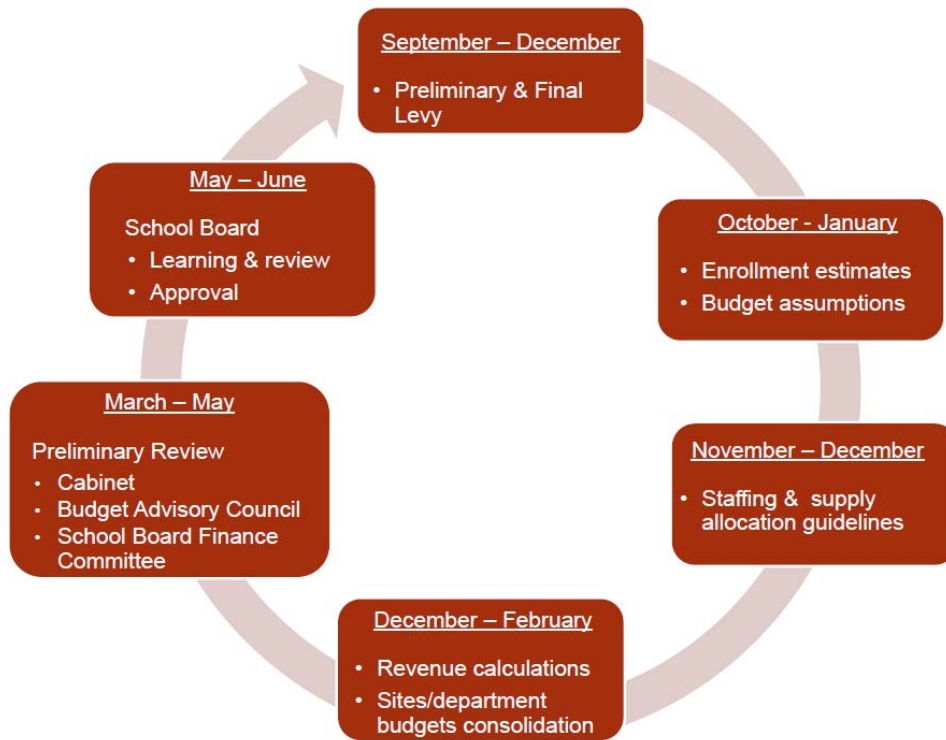 September – December
• Preliminary & Final
Levy
October - January
• Enrollment estimates
• Budget assumptions
November – December
• Staffing & supply
allocation guidelines
December – February
• Revenue calculations
• Sites/department
budgets consolidation
March – May
Preliminary Review
• Cabinet
• Budget Advisory Council
• School Board Finance
Committee
May – June
School Board
• Learning & review
• Approval